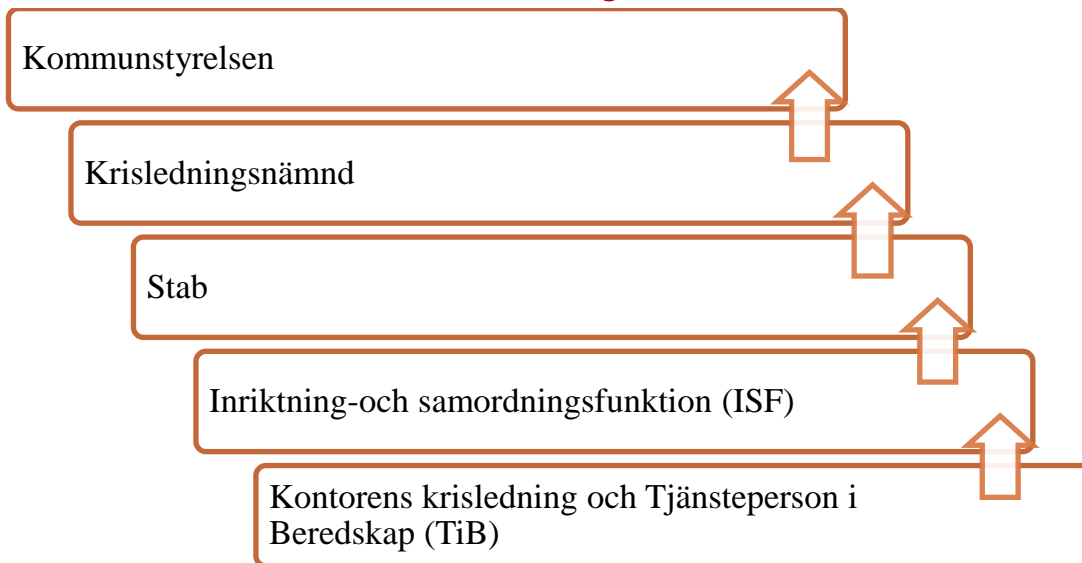 Kommunstyrelsen
Krisledningsnämnd
Stab
Inriktning-och samordningsfunktion (ISF)
Kontorens krisledning och Tjänsteperson i
Beredskap (TiB)